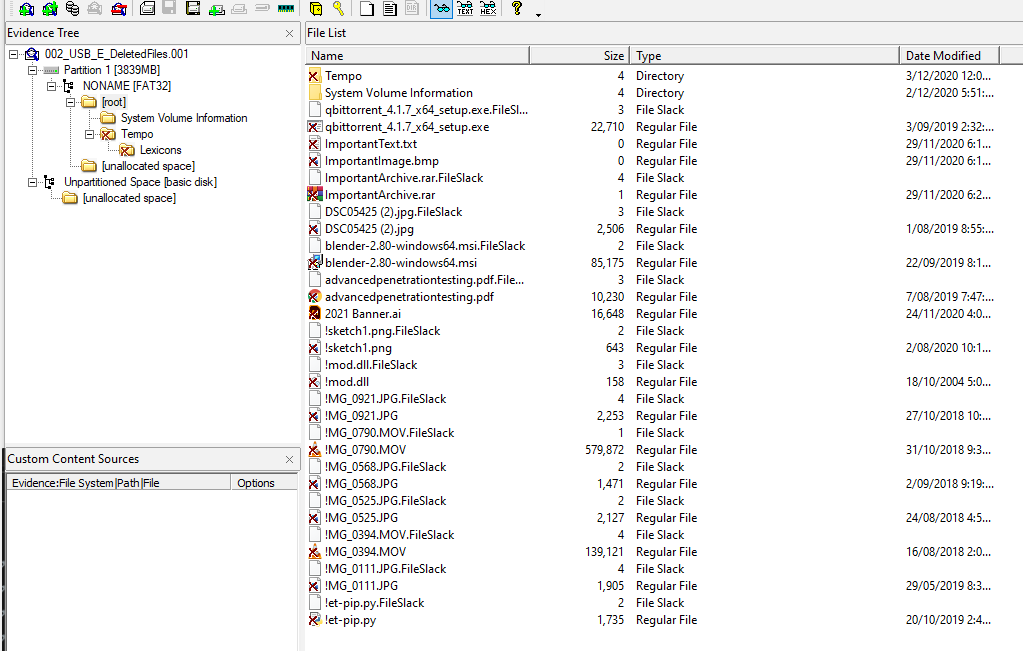 TEXT HEX
Evidence Tree
File List
002_USB_E_DeletedFiles.001
Partition 1 [3839MB]
NONAME [FAT32]
[root]
System Volume Information
Tempo
Lexicons
[unallocated space]
Unpartitioned Space [basic disk]
[unallocated space]
Custom Content Sources
Evidence:File System|Path|File Options
Name Size Type Date Modified
Tempo 4 Directory 3/12/2020 12:0...
System Volume Information 4 Directory 2/12/2020 5:51:...
qbittorrent_4.1.7_x64_setup.exe.FileSl... 3 File Slack
qbittorrent_4.1.7_x64_setup.exe 22,710 Regular File 3/09/2019 2:32:...
ImportantText.txt 0 Regular File 29/11/2020 6:1...
ImportantImage.bmp 0 Regular File 29/11/2020 6:1...
ImportantArchive.rar.FileSlack 4 File Slack
ImportantArchive.rar 1 Regular File 29/11/2020 6:2...
DSC05425 (2).jpg.FileSlack 3 File Slack
DSC05425 (2).jpg 2,506 Regular File 1/08/2019 8:55:...
blender-2.80-windows64.msi.FileSlack 2 File Slack
blender-2.80-windows64.msi 85,175 Regular File 22/09/2019 8:1...
advancedpenetrationtesting.pdf.File... 3 File Slack
advancedpenetrationtesting.pdf 10,230 Regular File 7/08/2019 7:47:...
2021 Banner.ai 16,648 Regular File 24/11/2020 4:0...
!sketch1.png.FileSlack 2 File Slack
!sketch1.png 643 Regular File 2/08/2020 10:1...
!mod.dll.FileSlack 3 File Slack
!mod.dll 158 Regular File 18/10/2004 5:0...
!MG_0921.JPG.FileSlack 4 File Slack
!MG_0921.JPG 2,253 Regular File 27/10/2018 10:...
!MG_0790.MOV.FileSlack 1 File Slack
!MG_0790.MOV 579,872 Regular File 31/10/2018 9:3...
!MG_0568.JPG.FileSlack 2 File Slack
!MG_0568.JPG 1,471 Regular File 2/09/2018 9:19:...
!MG_0525.JPG.FileSlack 2 File Slack
!MG_0525.JPG 2,127 Regular File 24/08/2018 4:5...
!MG_0394.MOV.FileSlack 4 File Slack
!MG_0394.MOV 139,121 Regular File 16/08/2018 2:0...
!MG_0111.JPG.FileSlack 4 File Slack
!MG_0111.JPG 1,905 Regular File 29/05/2019 8:3...
!et-pip.py.FileSlack 2 File Slack
!et-pip.py 1,735 Regular File 20/10/2019 2:4...